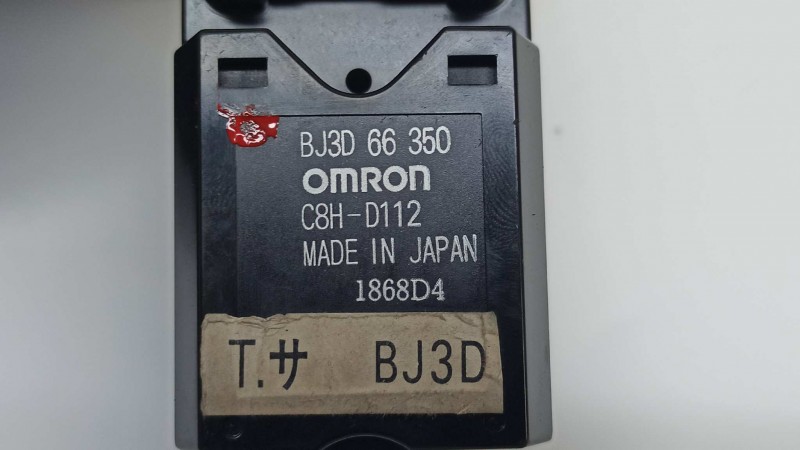 BJ3D 66 350
OMRON
C8H-D112
MADE IN JAPAN
1868D4
T.サ BJ3D